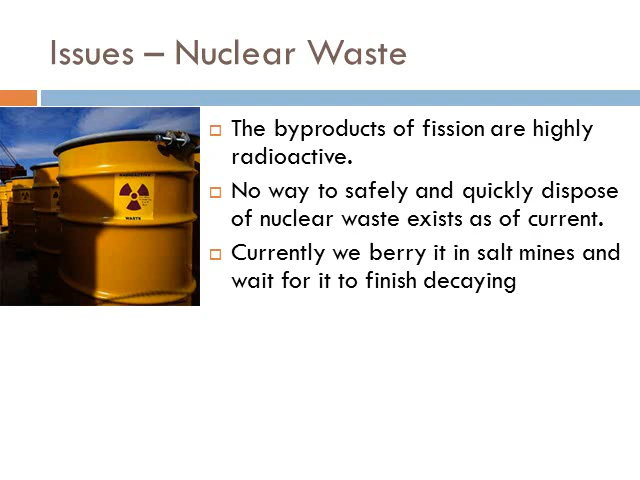 Issues – Nuclear Waste
The byproducts of fission are highly
radioactive.
No way to safely and quickly dispose
of nuclear waste exists as of current.
Currently we berry it in salt mines and
wait for it to finish decaying
RADIOACTIVE
WASTE